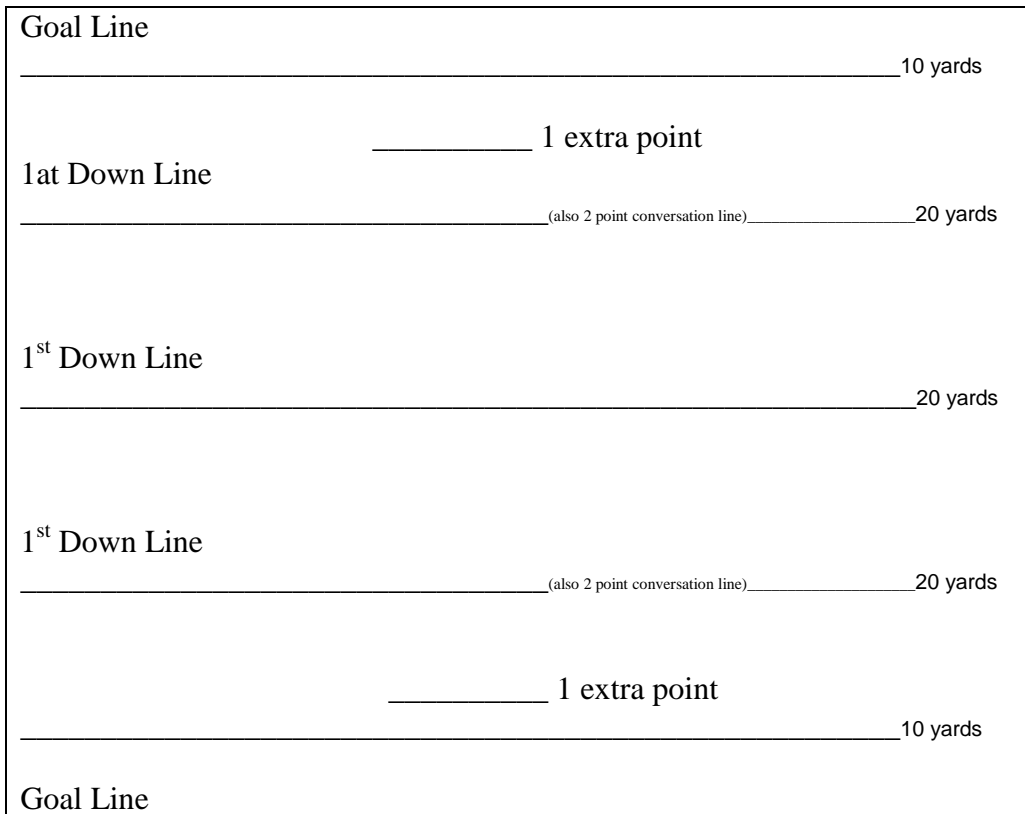 Goal Line
10 yards
1 extra point
1at Down Line
(also 2 point conversation line) 20 yards
1st Down Line
20 yards
1st Down Line
(also 2 point conversation line) 20 yards
1 extra point
10 yards
Goal Line